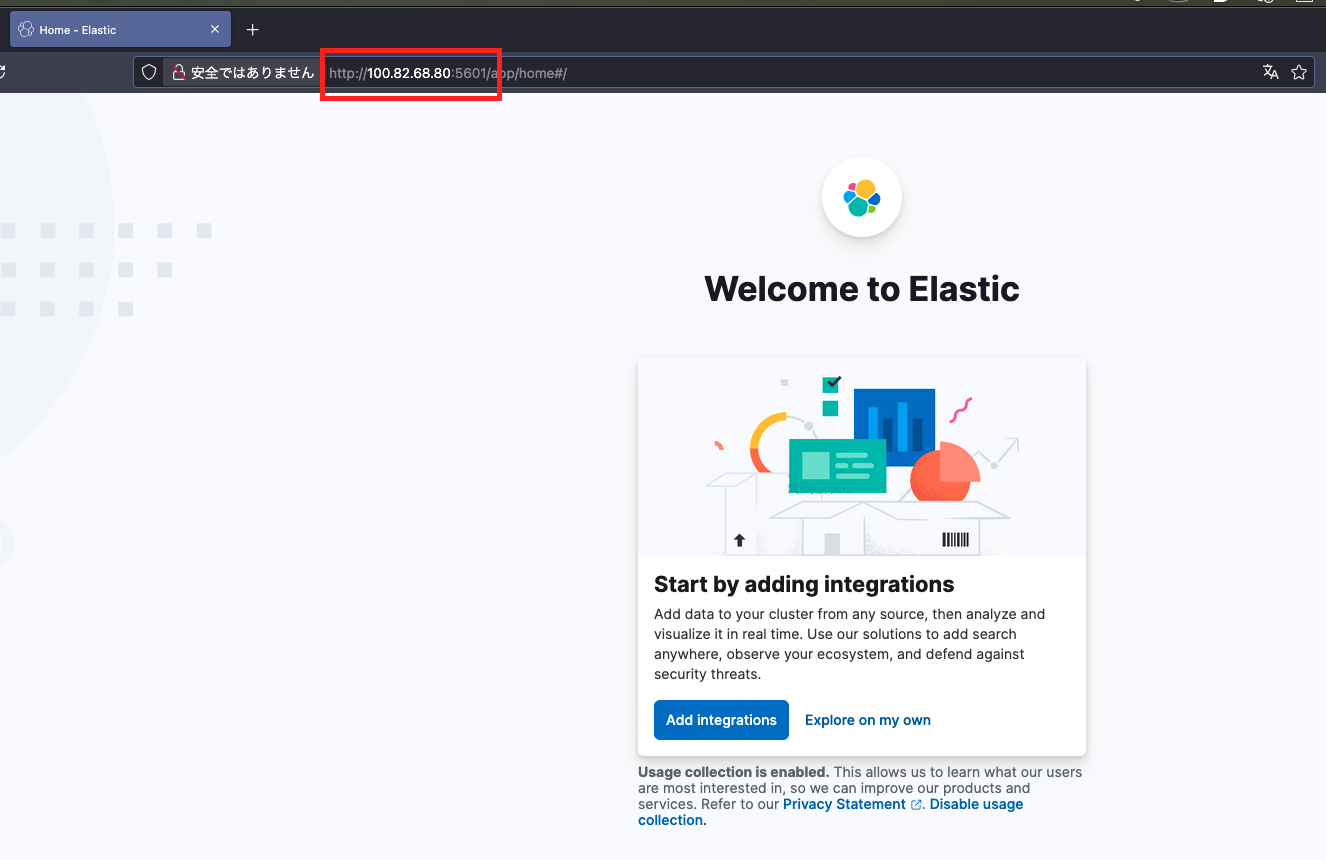 Home - Elastic
安全ではありません http://100.82.68.80:5601/app/home#/
Welcome to Elastic
Start by adding integrations
Add data to your cluster from any source, then analyze and
visualize it in real time. Use our solutions to add search
anywhere, observe your ecosystem, and defend against
security threats.
Add integrations Explore on my own
Usage collection is enabled. This allows us to learn what our users
are most interested in, so we can improve our products and
services. Refer to our Privacy Statement. Disable usage
collection.